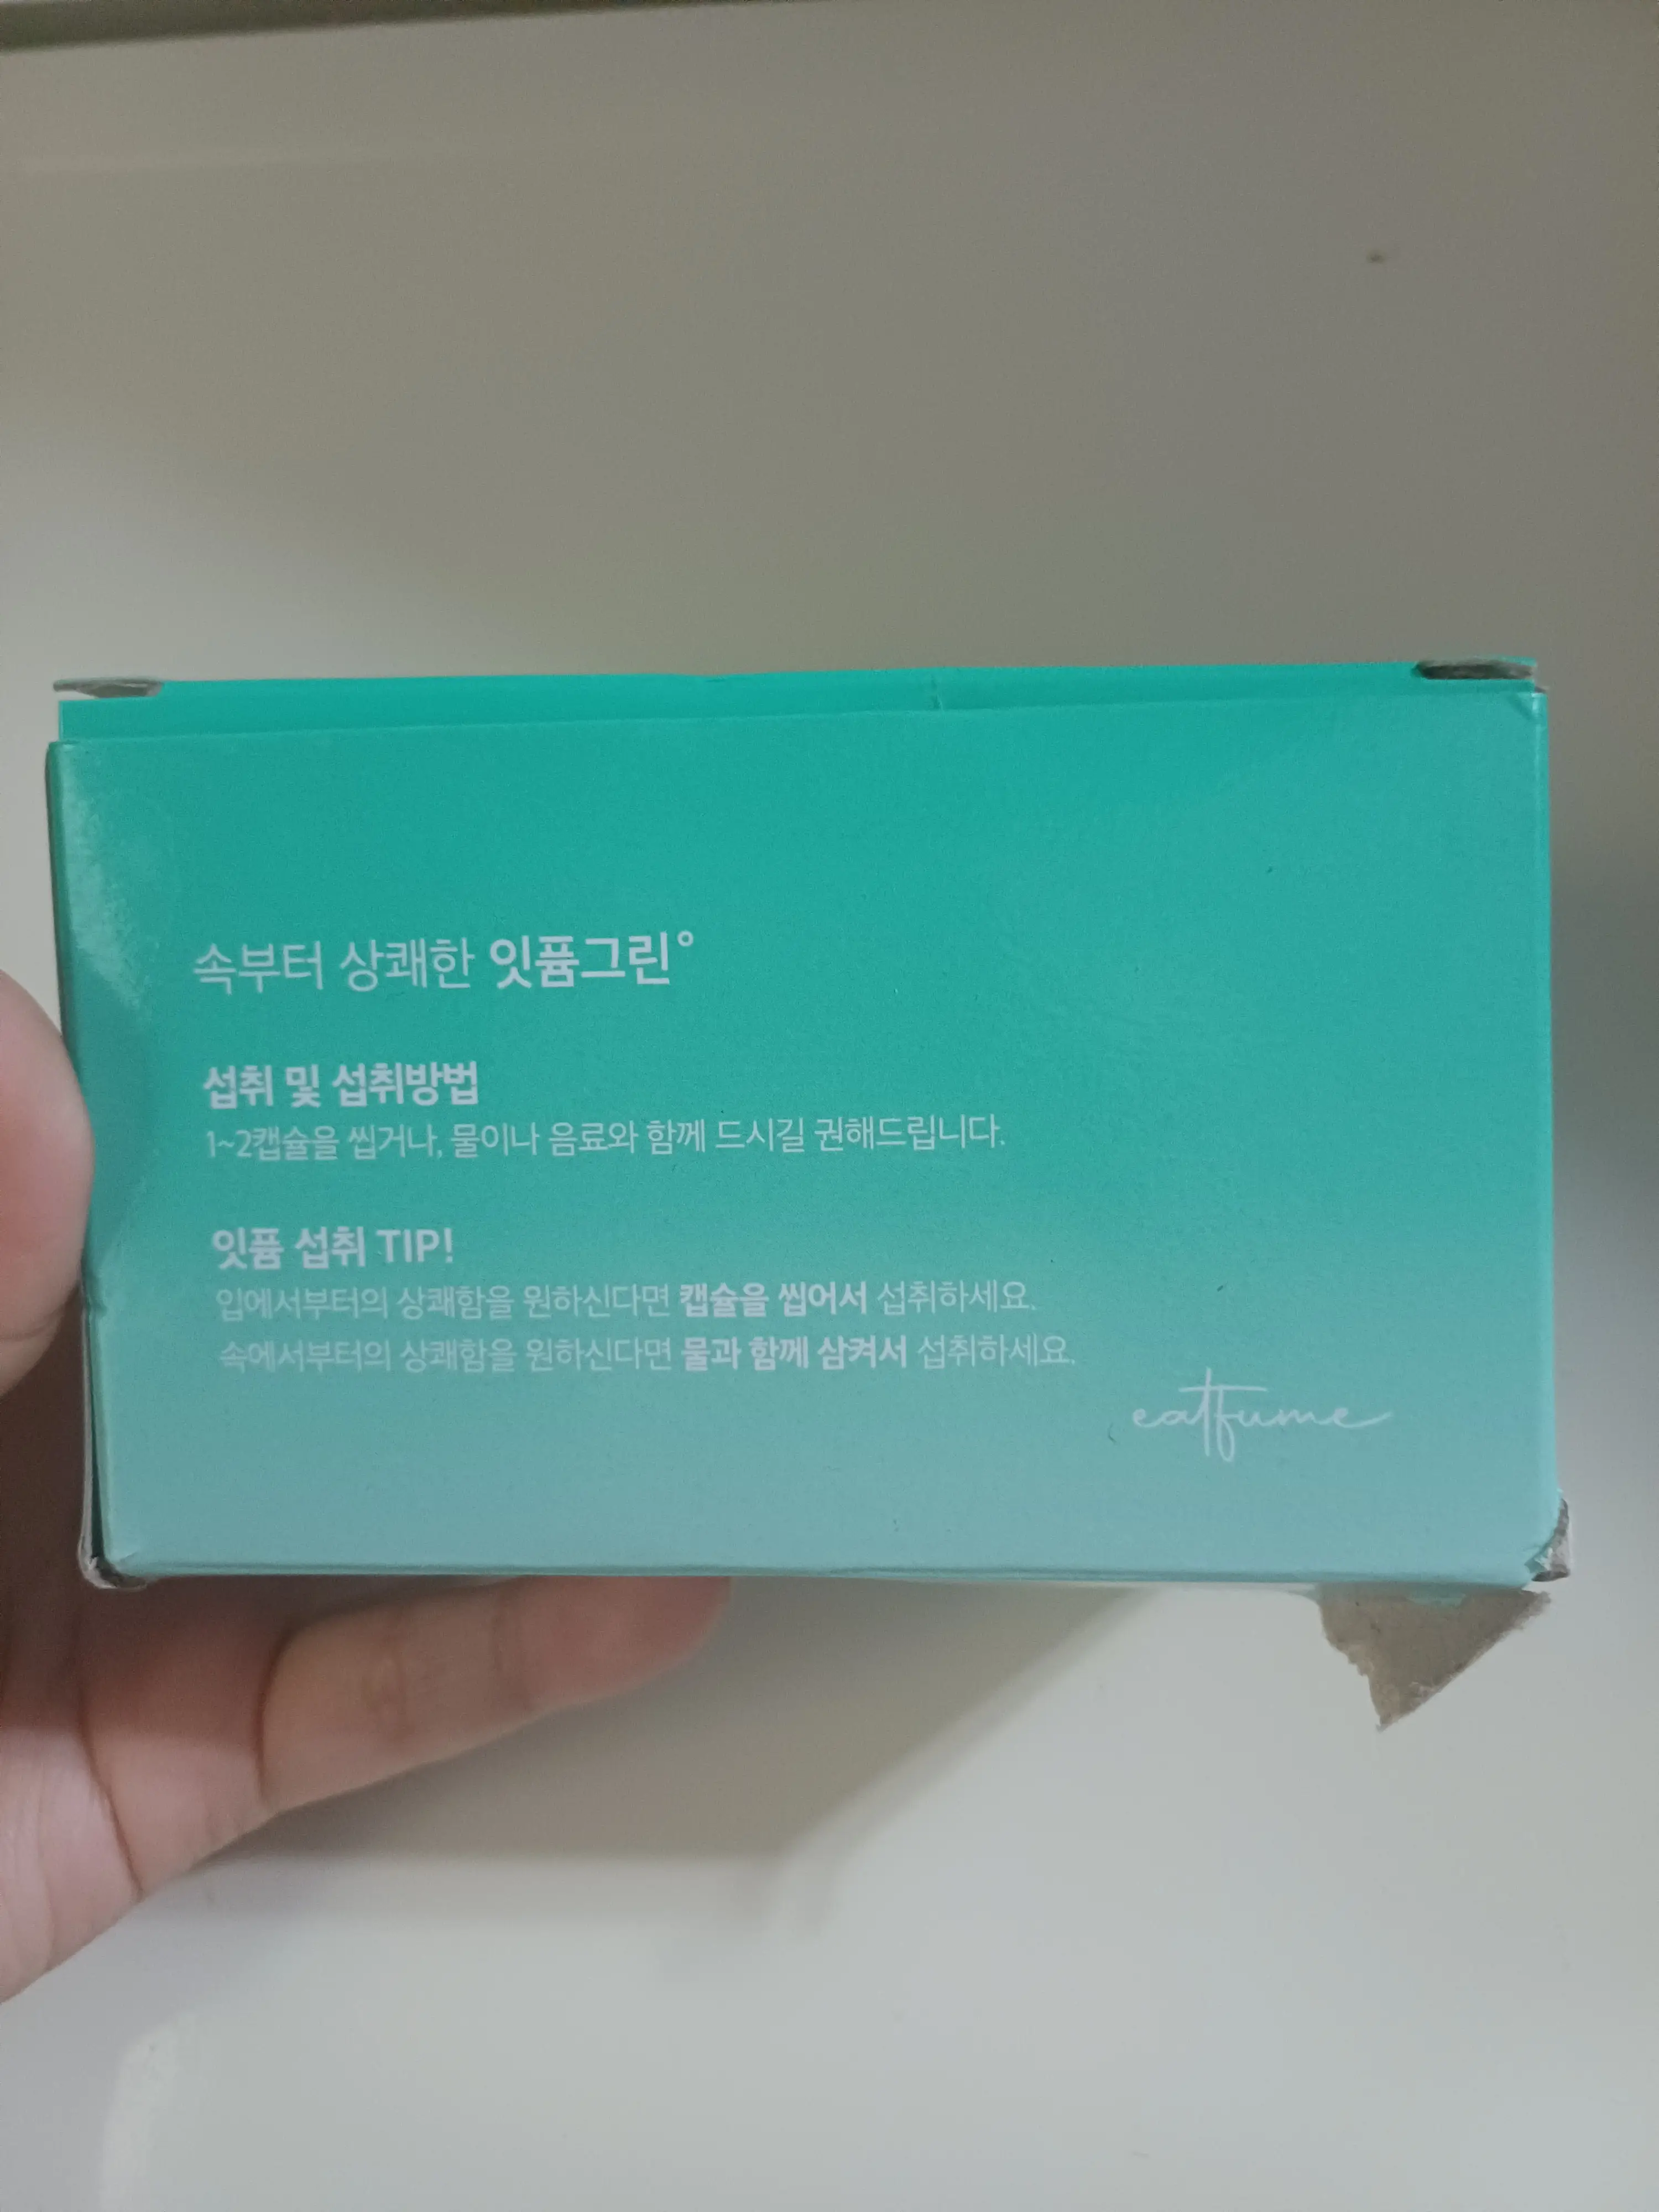 속부터 상쾌한 잇퓸그린°
섭취 및 섭취방법
1~2캡슐을 씹거나, 물이나 음료와 함께 드시길 권해드립니다.
잇퓸 섭취 TIP!
입에서부터의 상쾌함을 원하신다면 캡슐을 씹어서 섭취하세요.
속에서부터의 상쾌함을 원하신다면 물과 함께 삼켜서 섭취하세요.
eatfume